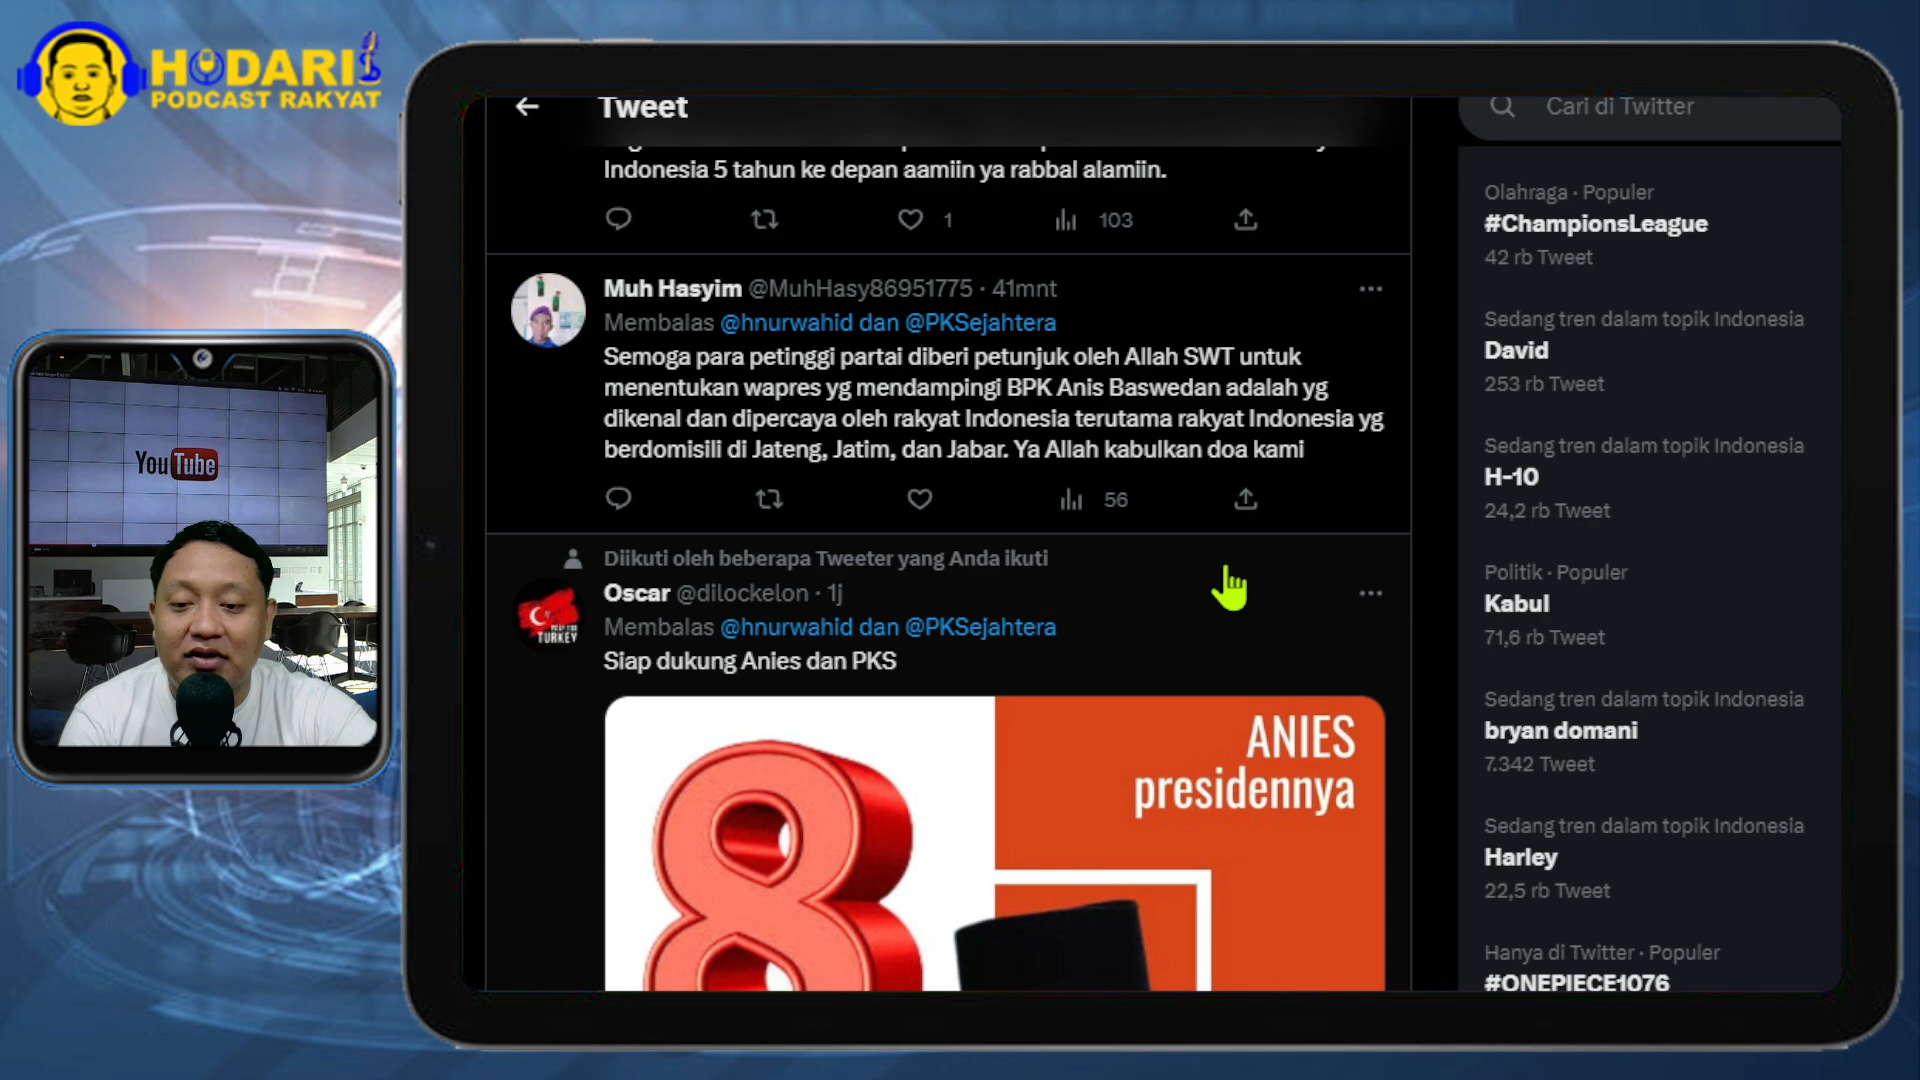 HODARI
PODCAST RAKYAT
YouTube
Tweet
Indonesia 5 tahun ke depan aamiin ya rabbal alamiin.
1
103
Muh Hasyim @MuhHasy86951775 · 41mnt
Membalas @hnurwahid dan @PKSejahtera
Semoga para petinggi partai diberi petunjuk oleh Allah SWT untuk
menentukan wapres yg mendampingi BPK Anis Baswedan adalah yg
dikenal dan dipercaya oleh rakyat Indonesia terutama rakyat Indonesia yg
berdomisili di Jateng, Jatim, dan Jabar. Ya Allah kabulkan doa kami
56
Diikuti oleh beberapa Tweeter yang Anda ikuti
Oscar @dilockelon · 1j
Membalas @hnurwahid dan @PKSejahtera
Siap dukung Anies dan PKS
TURKEY
8
ANIES
presidennya
Cari di Twitter
Olahraga · Populer
#ChampionsLeague
42 rb Tweet
Sedang tren dalam topik Indonesia
David
253 rb Tweet
Sedang tren dalam topik Indonesia
H-10
24,2 rb Tweet
Politik · Populer
Kabul
71,6 rb Tweet
Sedang tren dalam topik Indonesia
bryan domani
7.342 Tweet
Sedang tren dalam topik Indonesia
Harley
22,5 rb Tweet
Hanya di Twitter · Populer
#ONEPIECE1076